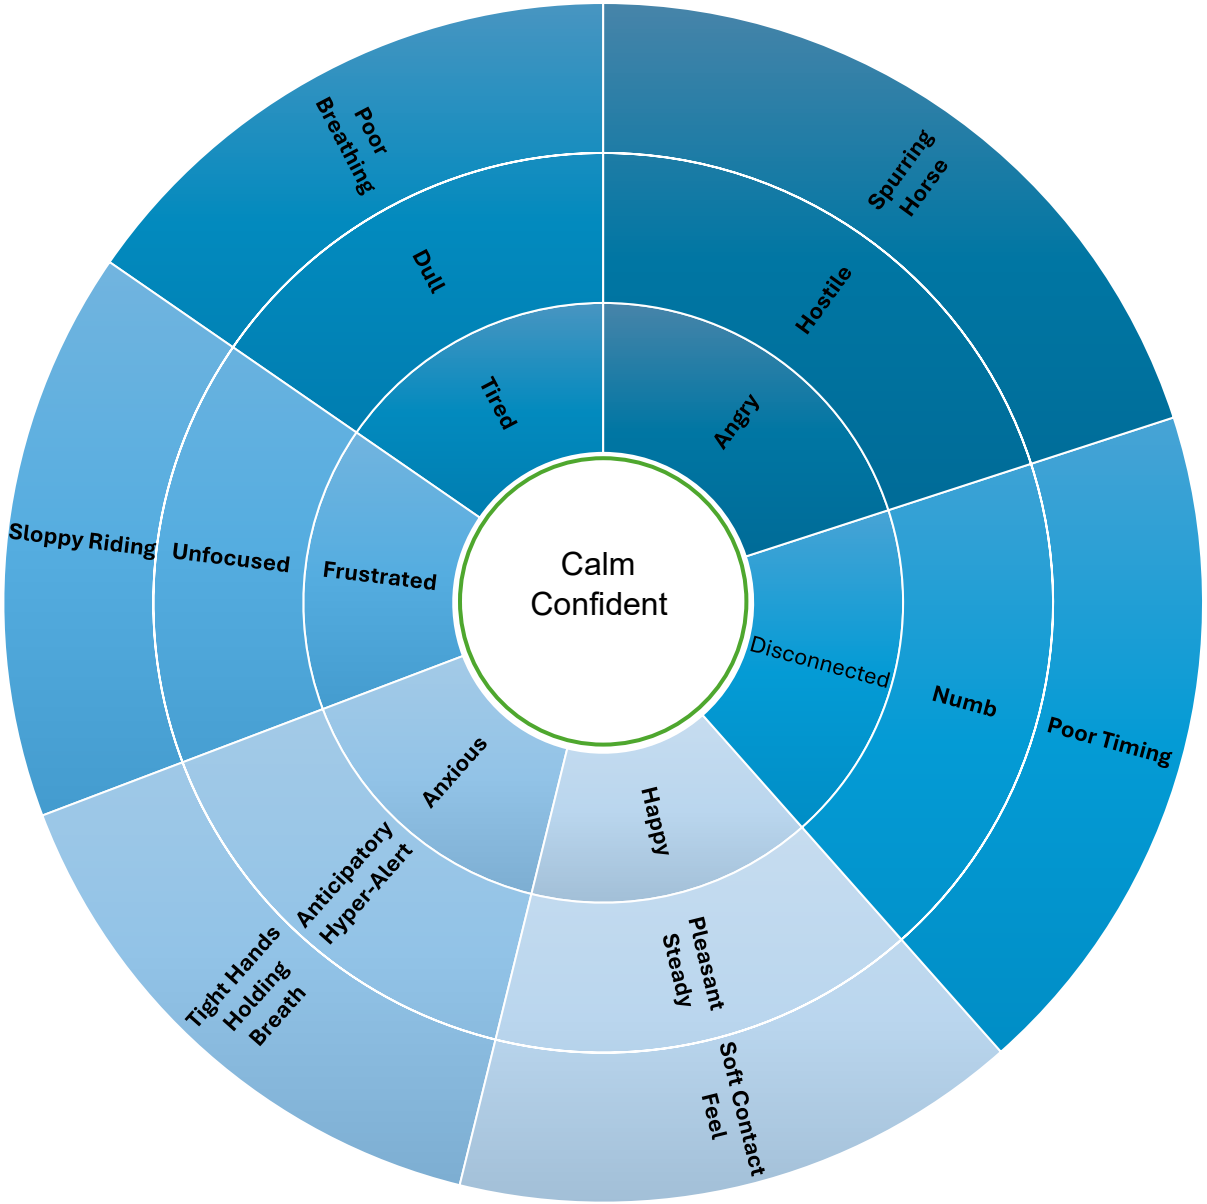 Calm
Confident
Angry
Hostile
Spurring
Horse
Disconnected
Numb
Poor Timing
Happy
Pleasant
Steady
Soft Contact
Feel
Anxious
Anticipatory
Hyper-Alert
Tight Hands
Holding
Breath
Frustrated
Unfocused
Sloppy Riding
Tired
Dull
Poor
Breathing